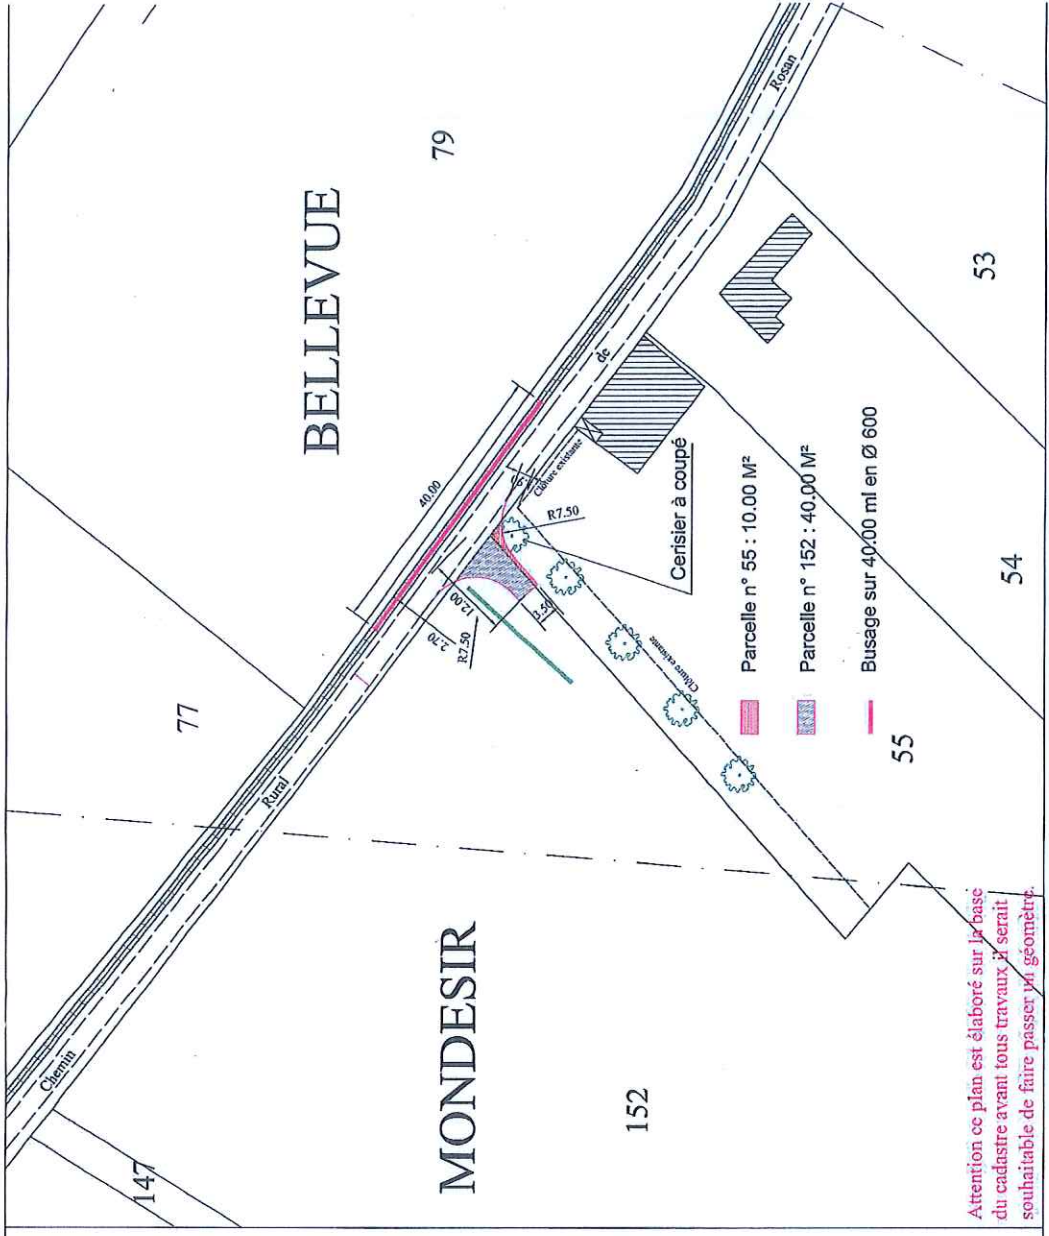 BELLEVUE
79
77
53
54
55
MONDESIR
152
147
Chemin
Rural
de
Rosan
40.00
12.00
2.70
R7.50
3.50
R7.50
Clôture existante
Clôture existante
Cerisier à coupé
Parcelle n° 55 : 10.00 M²
Parcelle n° 152 : 40.00 M²
Busage sur 40.00 ml en Ø 600
Attention ce plan est élaboré sur la base
du cadastre avant tous travaux il serait
souhaitable de faire passer un géomètre.